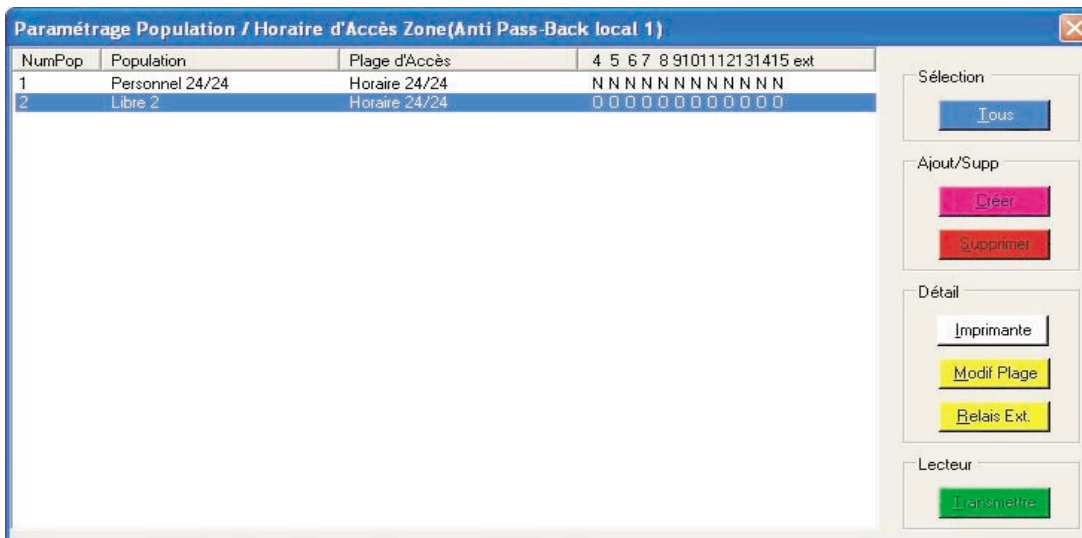 Paramétrage Population / Horaire d'Accès Zone(Anti Pass-Back local 1)
NumPop Population Plage d'Accès 4 5 6 7 8 9101112131415 ext
1 Personnel 24/24 Horaire 24/24 N N N N N N N N N N N N
2 Libre 2 Horaire 24/24 O O O O O O O O O O O O
Sélection
Tous
Ajout/Supp
Créer
Supprimer
Détail
Imprimante
Modif Plage
Relais Ext.
Lecteur
Transmettre